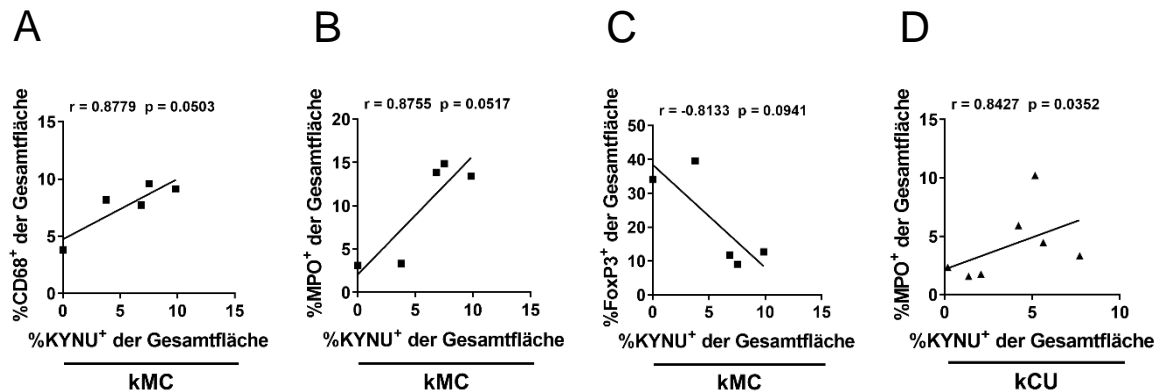 A
r = 0.8779 p = 0.0503
%CD68⁺ der Gesamtfläche
15
10
5
0
0 5 10 15
%KYNU⁺ der Gesamtfläche
kMC
B
r = 0.8755 p = 0.0517
%MPO⁺ der Gesamtfläche
20
15
10
5
0
0 5 10 15
%KYNU⁺ der Gesamtfläche
kMC
C
r = -0.8133 p = 0.0941
%FoxP3⁺ der Gesamtfläche
50
40
30
20
10
0
0 5 10 15
%KYNU⁺ der Gesamtfläche
kMC
D
r = 0.8427 p = 0.0352
%MPO⁺ der Gesamtfläche
15
10
5
0
0 5 10
%KYNU⁺ der Gesamtfläche
kCU